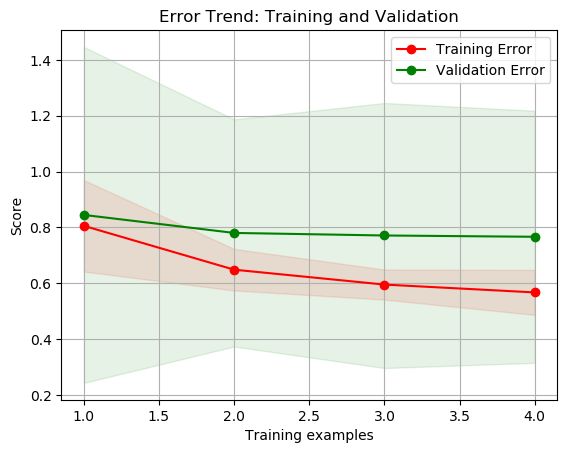 Error Trend: Training and Validation
Training Error
Validation Error
Score
1.4
1.2
1.0
0.8
0.6
0.4
0.2
1.0 1.5 2.0 2.5 3.0 3.5 4.0
Training examples